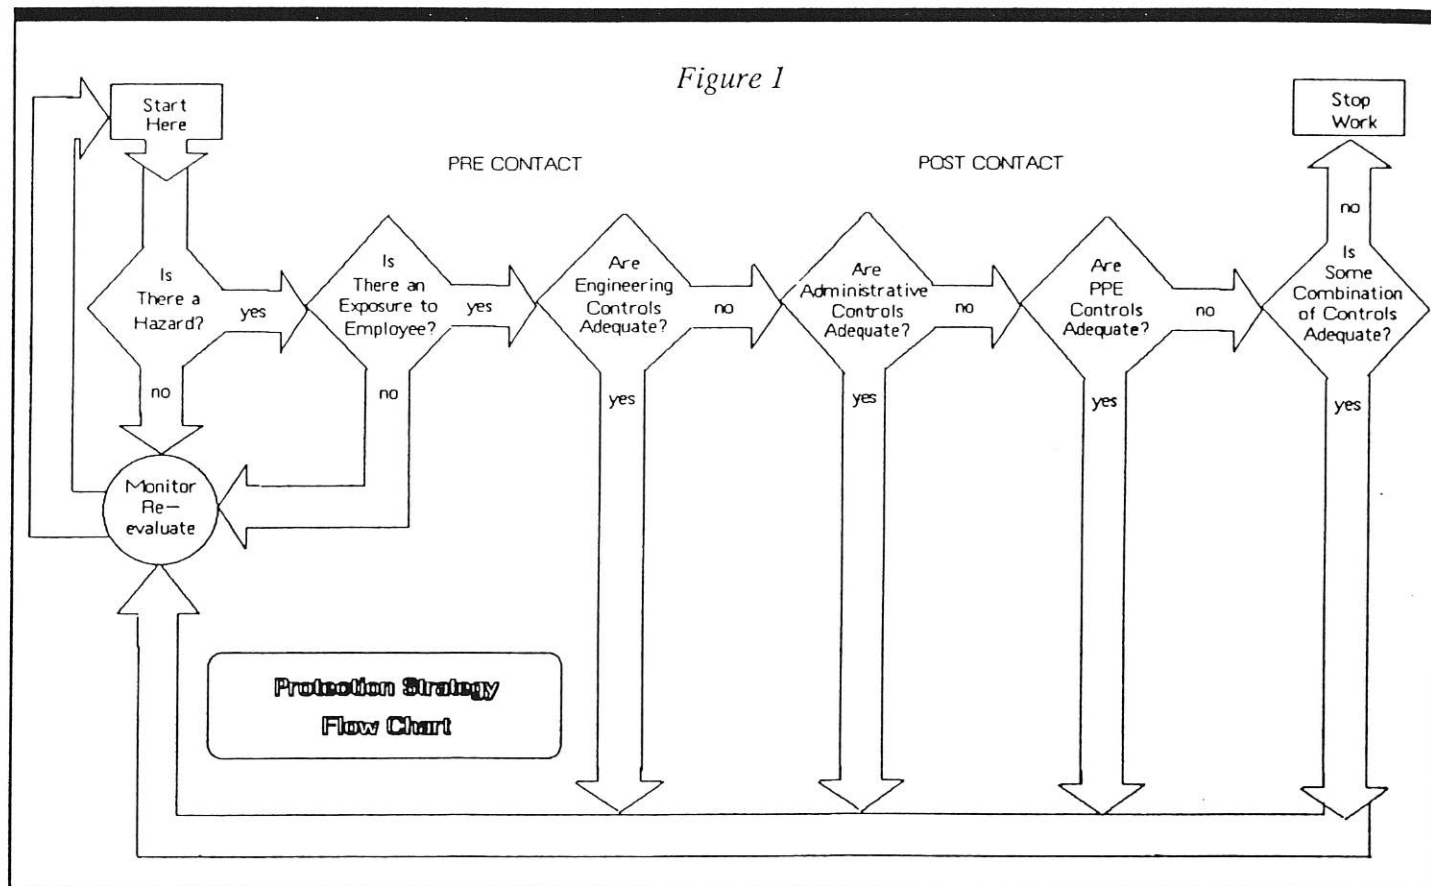 Figure 1
Start
Here
Stop
Work
PRE CONTACT
POST CONTACT
Is
There a
Hazard?
yes
no
Is
There an
Exposure to
Employee?
yes
no
Are
Engineering
Controls
Adequate?
no
yes
Are
Administrative
Controls
Adequate?
no
yes
Are
PPE
Controls
Adequate?
no
yes
no
Is
Some
Combination
of Controls
Adequate?
yes
Monitor
Re-
evaluate
Protection Strategy
Flow Chart